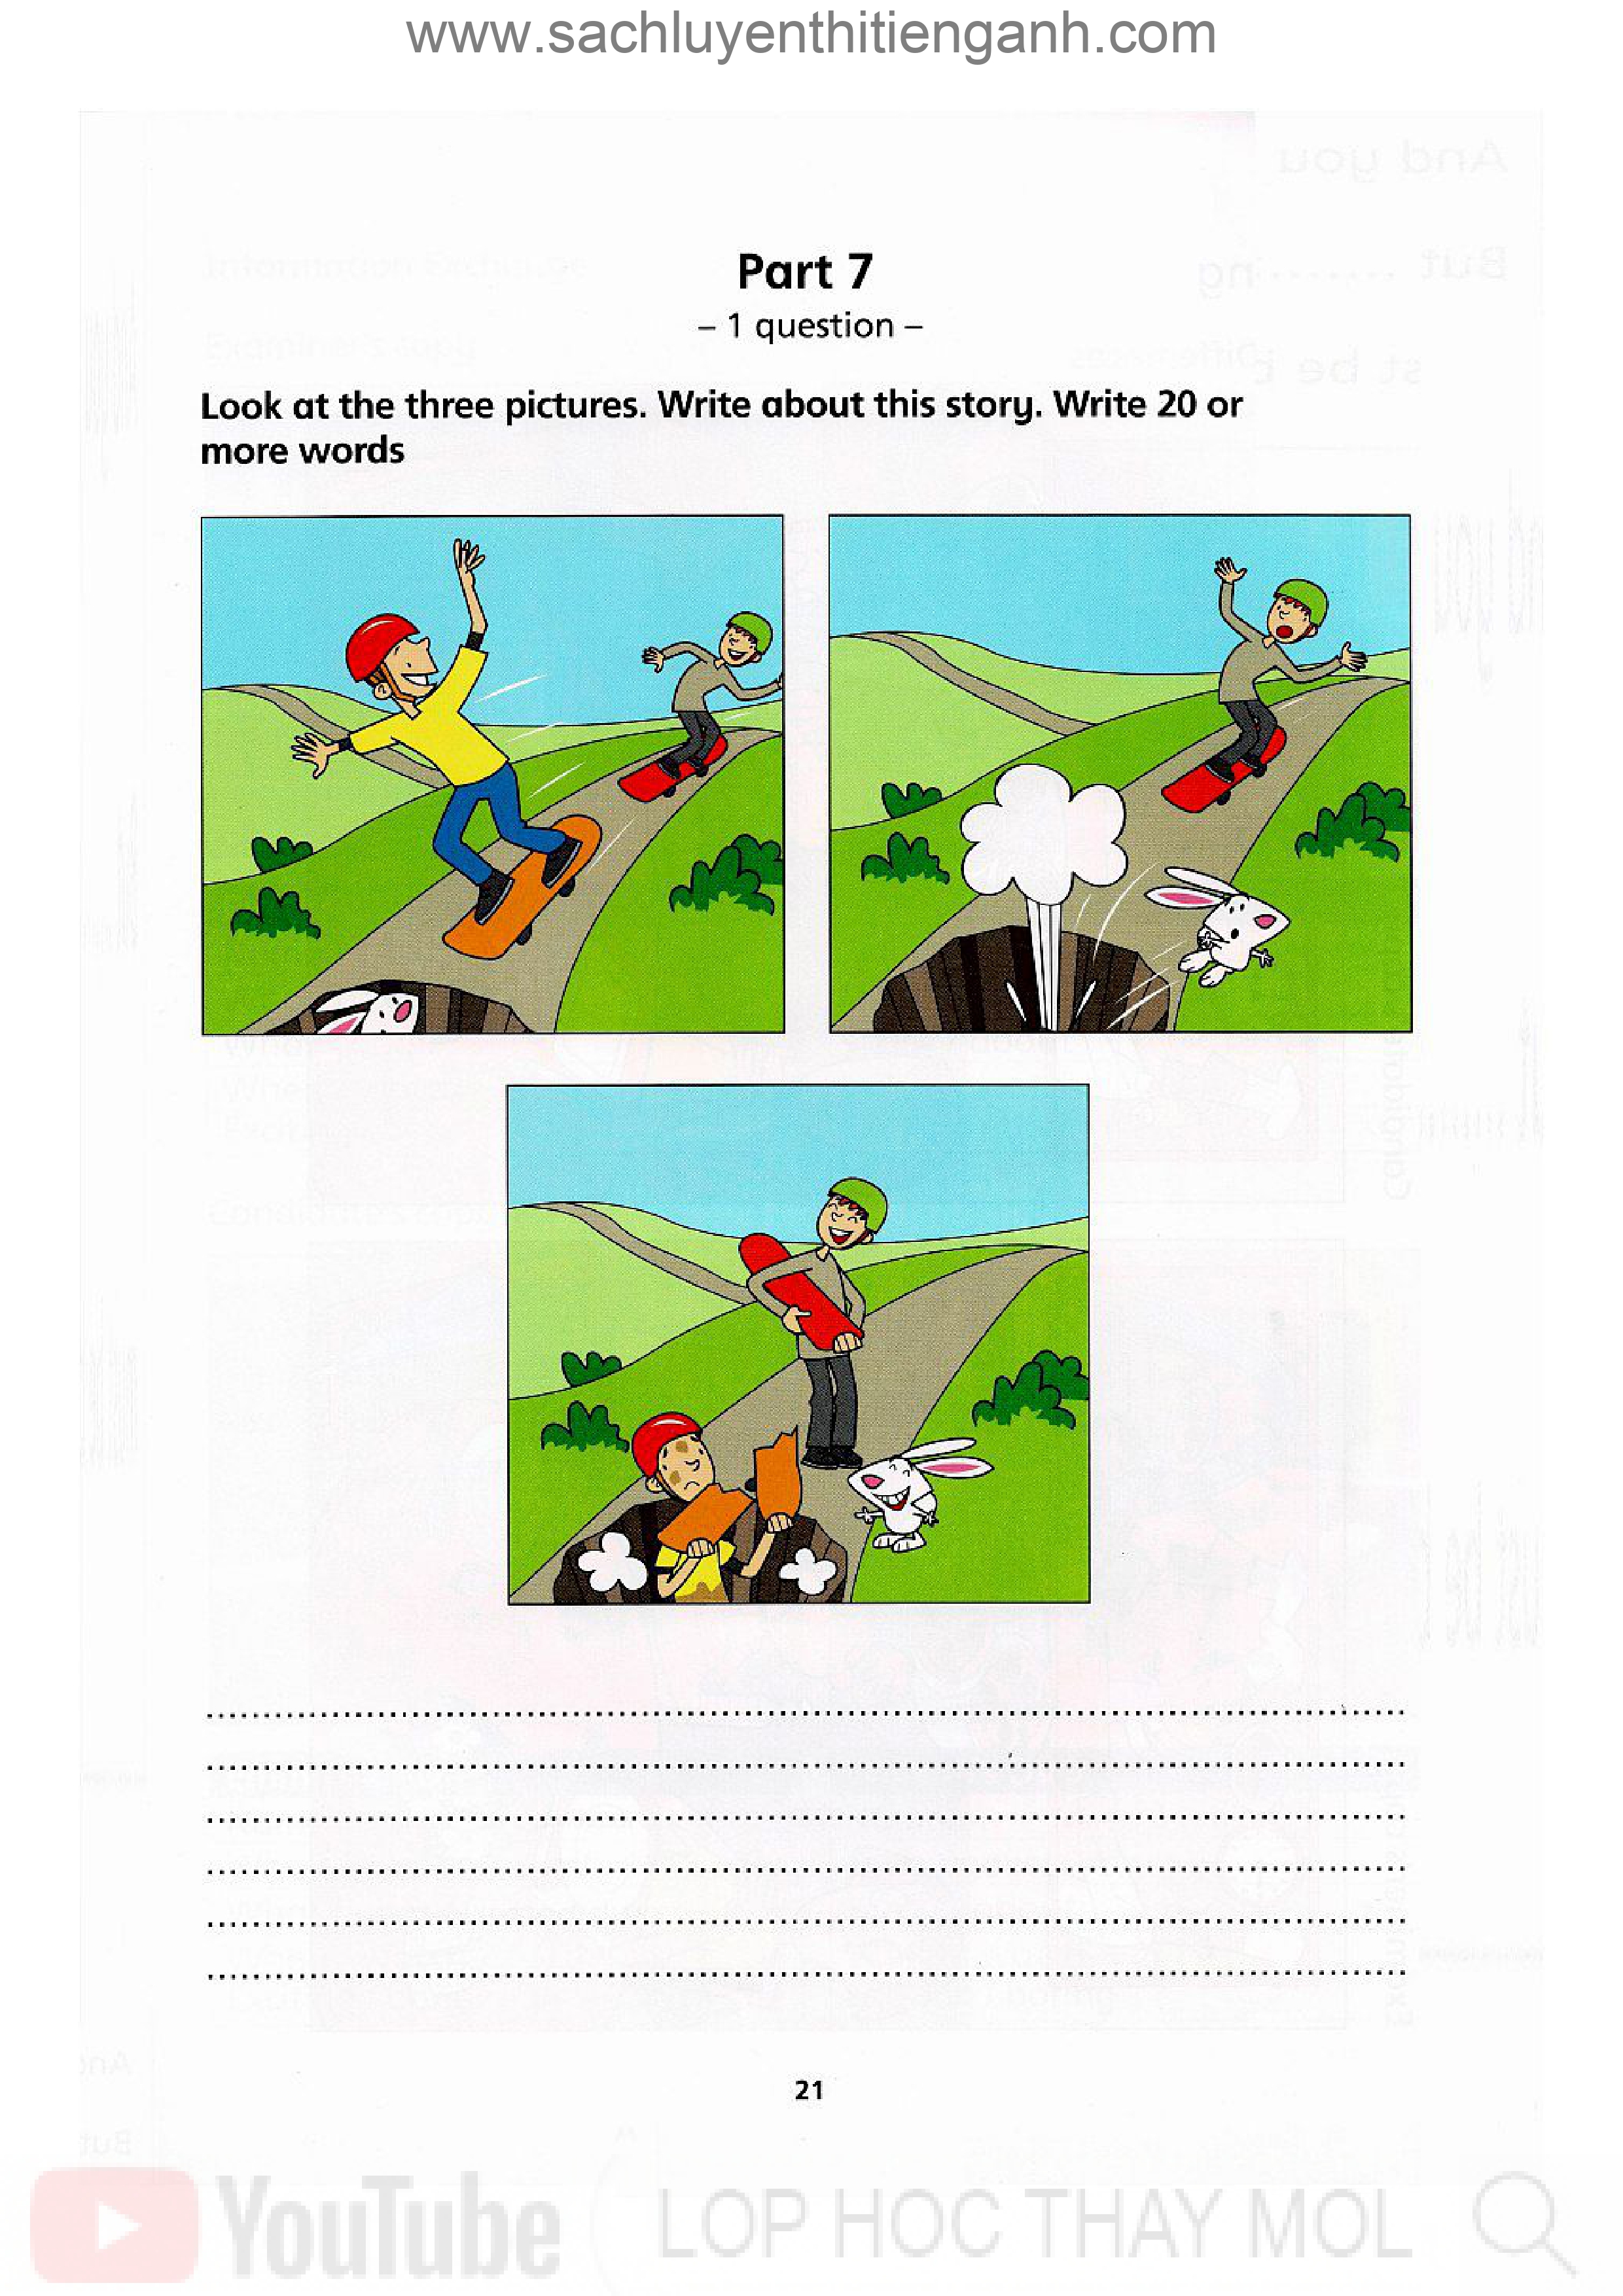 www.sachluyenthitienganh.com
Part 7
– 1 question –
Look at the three pictures. Write about this story. Write 20 or
more words
21
YouTube LOP HOC THAY MOL